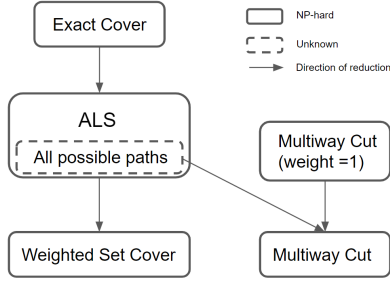 Exact Cover
NP-hard
Unknown
Direction of reduction
ALS
All possible paths
Multiway Cut
(weight =1)
Weighted Set Cover
Multiway Cut